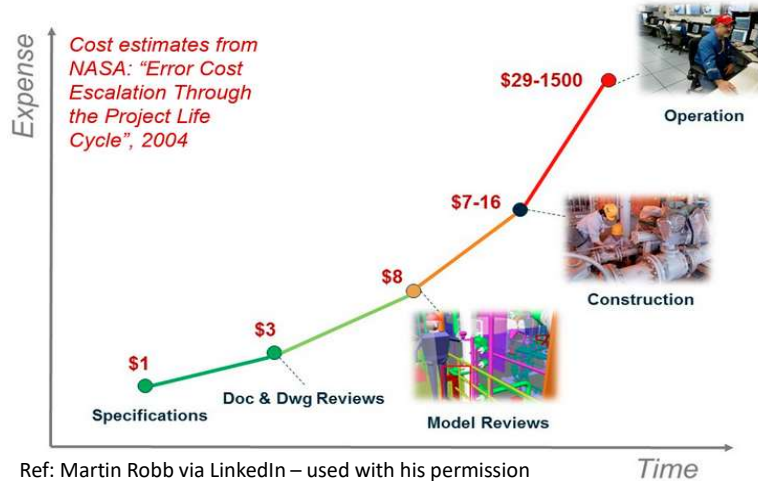 Expense
Cost estimates from
NASA: “Error Cost
Escalation Through
the Project Life
Cycle”, 2004
$29-1500
Operation
$7-16
Construction
$8
Model Reviews
$3
Doc & Dwg Reviews
$1
Specifications
Ref: Martin Robb via LinkedIn – used with his permission
Time